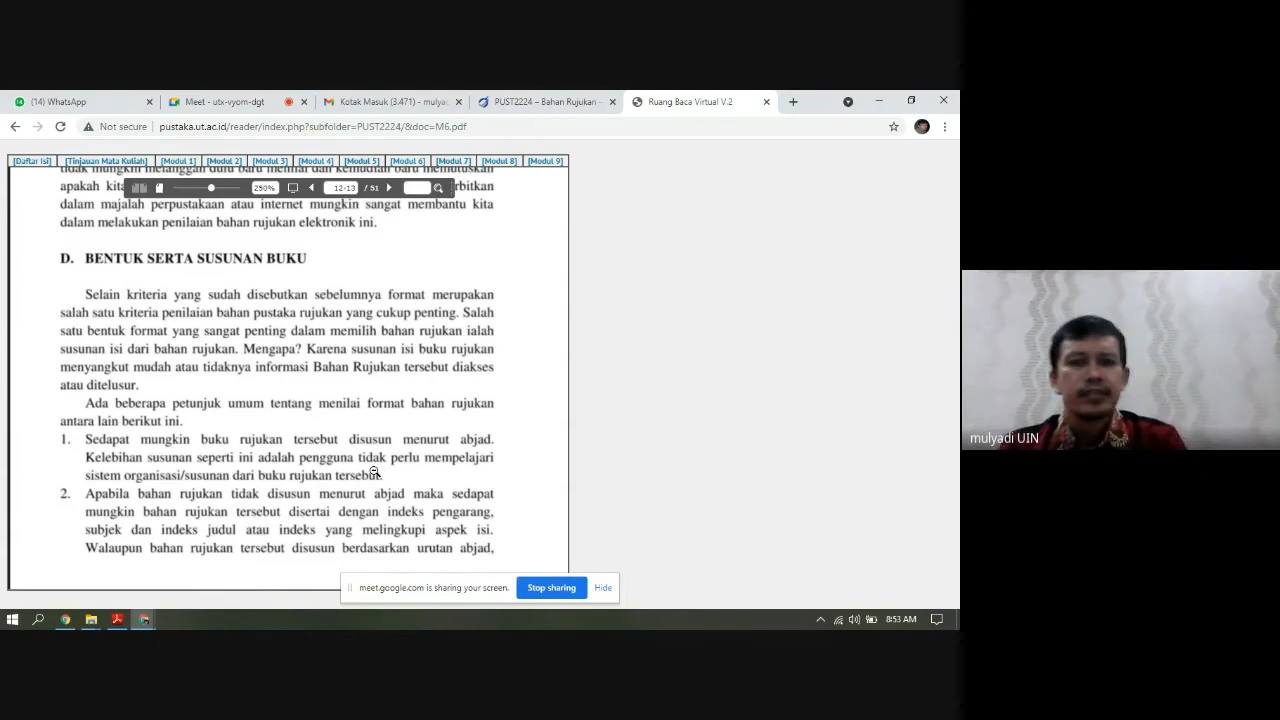 (14) WhatsApp
Meet - utx-vyom-dgt
Kotak Masuk (3.471) - mulya
PUST2224 – Bahan Rujukan –
Ruang Baca Virtual V.2
Not secure
pustaka.ut.ac.id/reader/index.php?subfolder=PUST2224/&doc=M6.pdf
[Daftar Isi] [Tinjauan Mata Kuliah] [Modul 1] [Modul 2] [Modul 3] [Modul 4] [Modul 5] [Modul 6] [Modul 7] [Modul 8] [Modul 9]
tidak mungkin melanggan dulu baru menilai dan kemudian baru memutuskan
apakah kita
250%
12-13
/ 51
dalam majalah perpustakaan atau internet mungkin sangat membantu kita
dalam melakukan penilaian bahan rujukan elektronik ini.
D. BENTUK SERTA SUSUNAN BUKU
Selain kriteria yang sudah disebutkan sebelumnya format merupakan
salah satu kriteria penilaian bahan pustaka rujukan yang cukup penting. Salah
satu bentuk format yang sangat penting dalam memilih bahan rujukan ialah
susunan isi dari bahan rujukan. Mengapa? Karena susunan isi buku rujukan
menyangkut mudah atau tidaknya informasi Bahan Rujukan tersebut diakses
atau ditelusur.
Ada beberapa petunjuk umum tentang menilai format bahan rujukan
antara lain berikut ini.
1. Sedapat mungkin buku rujukan tersebut disusun menurut abjad.
Kelebihan susunan seperti ini adalah pengguna tidak perlu mempelajari
sistem organisasi/susunan dari buku rujukan tersebut.
2. Apabila bahan rujukan tidak disusun menurut abjad maka sedapat
mungkin bahan rujukan tersebut disertai dengan indeks pengarang,
subjek dan indeks judul atau indeks yang melingkupi aspek isi.
Walaupun bahan rujukan tersebut disusun berdasarkan urutan abjad,
meet.google.com is sharing your screen.
Stop sharing
Hide
8:53 AM
mulyadi UIN